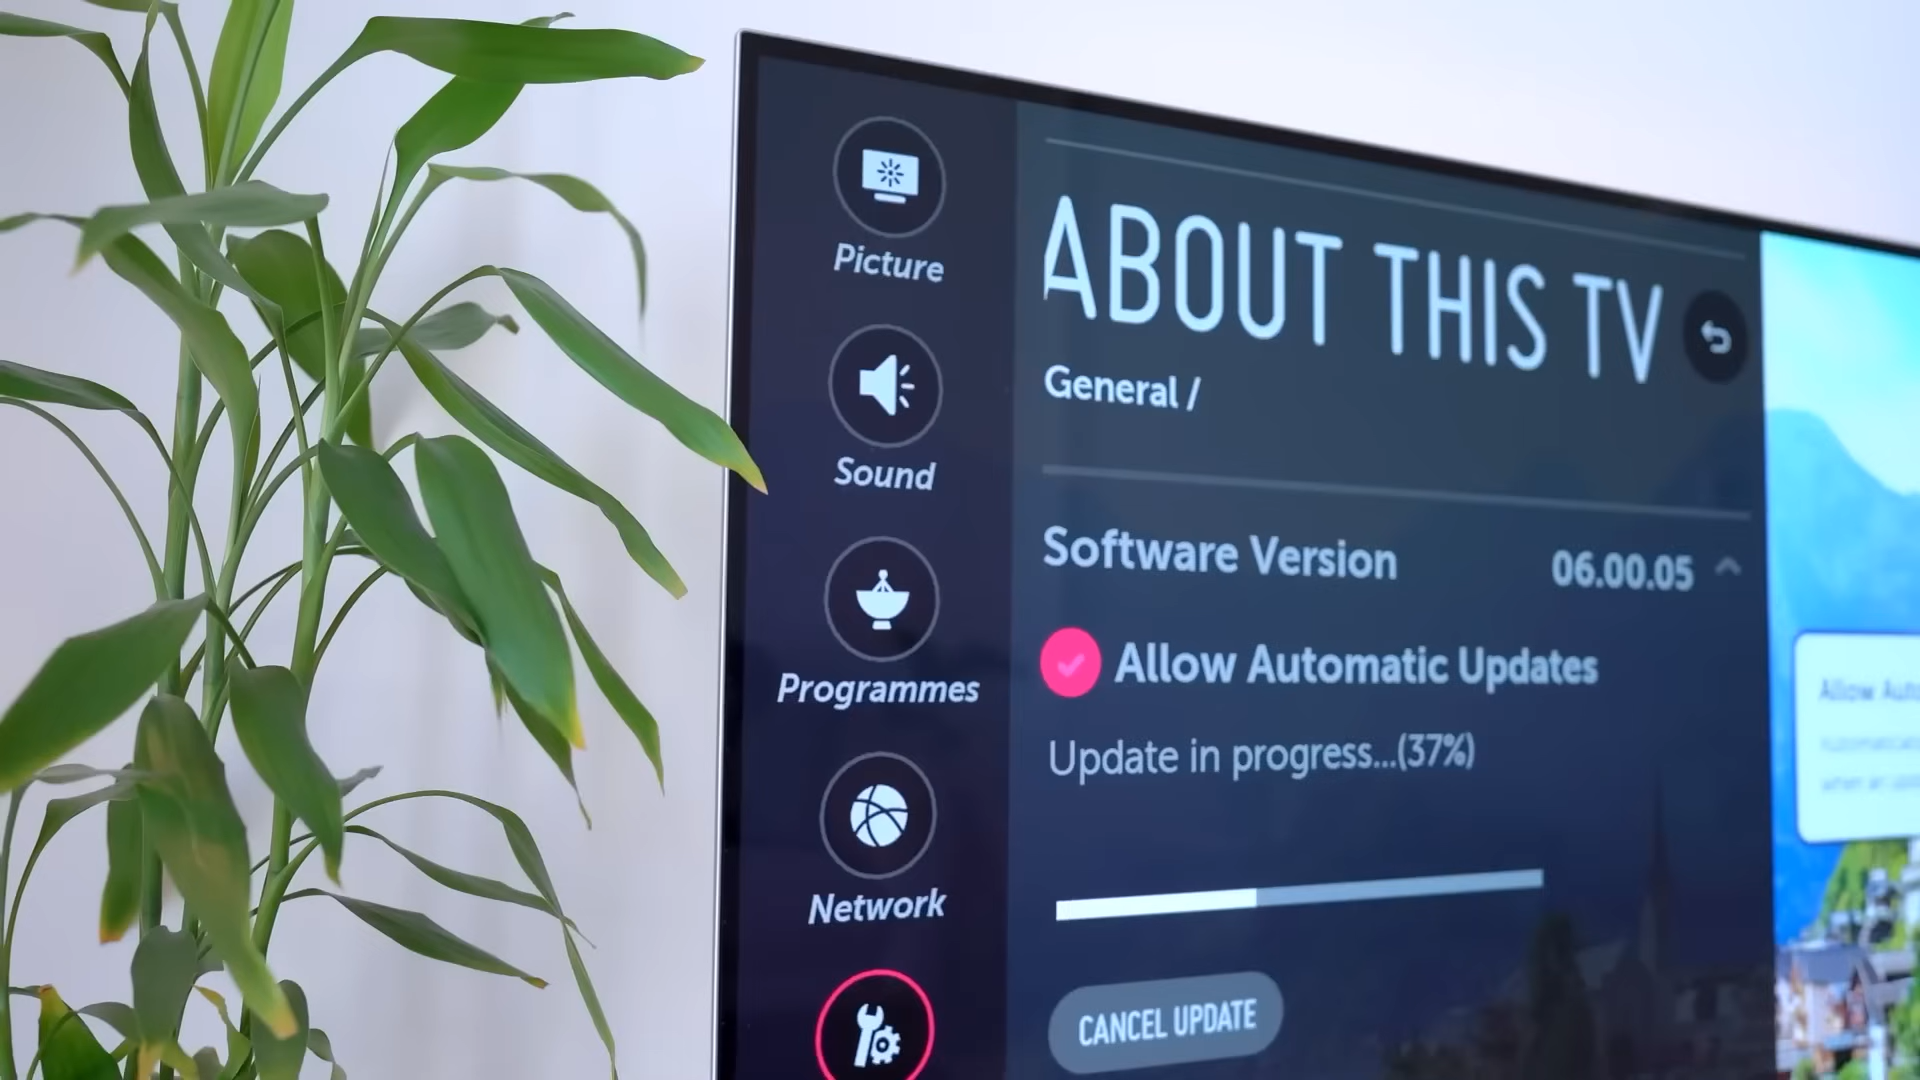 Picture
Sound
Programmes
Network
ABOUT THIS TV
General /
Software Version 06.00.05
Allow Automatic Updates
Update in progress...(37%)
CANCEL UPDATE
Allow